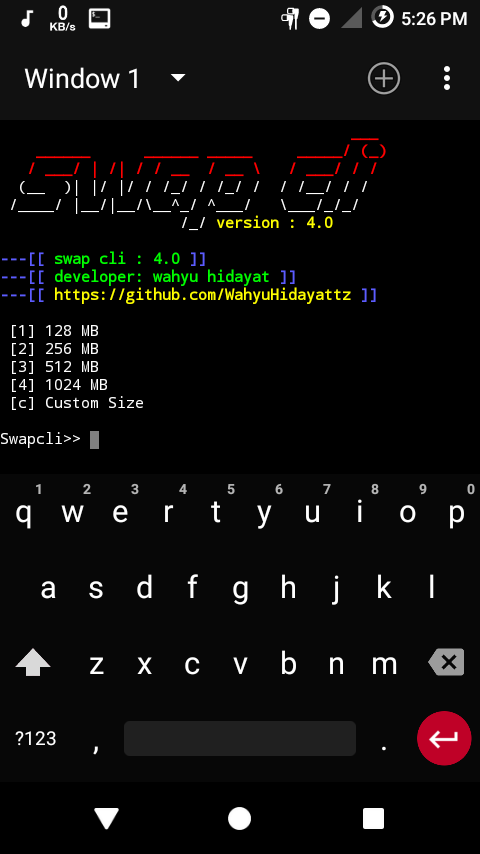 0
KB/s
5:26 PM
Window 1
version : 4.0
---[[ swap cli : 4.0 ]]
---[[ developer: wahyu hidayat ]]
---[[ https://github.com/WahyuHidayattz ]]
[1] 128 MB
[2] 256 MB
[3] 512 MB
[4] 1024 MB
[c] Custom Size
Swapcli>>
1 2 3 4 5 6 7 8 9 0
q w e r t y u i o p
a s d f g h j k l
z x c v b n m
?123 , .